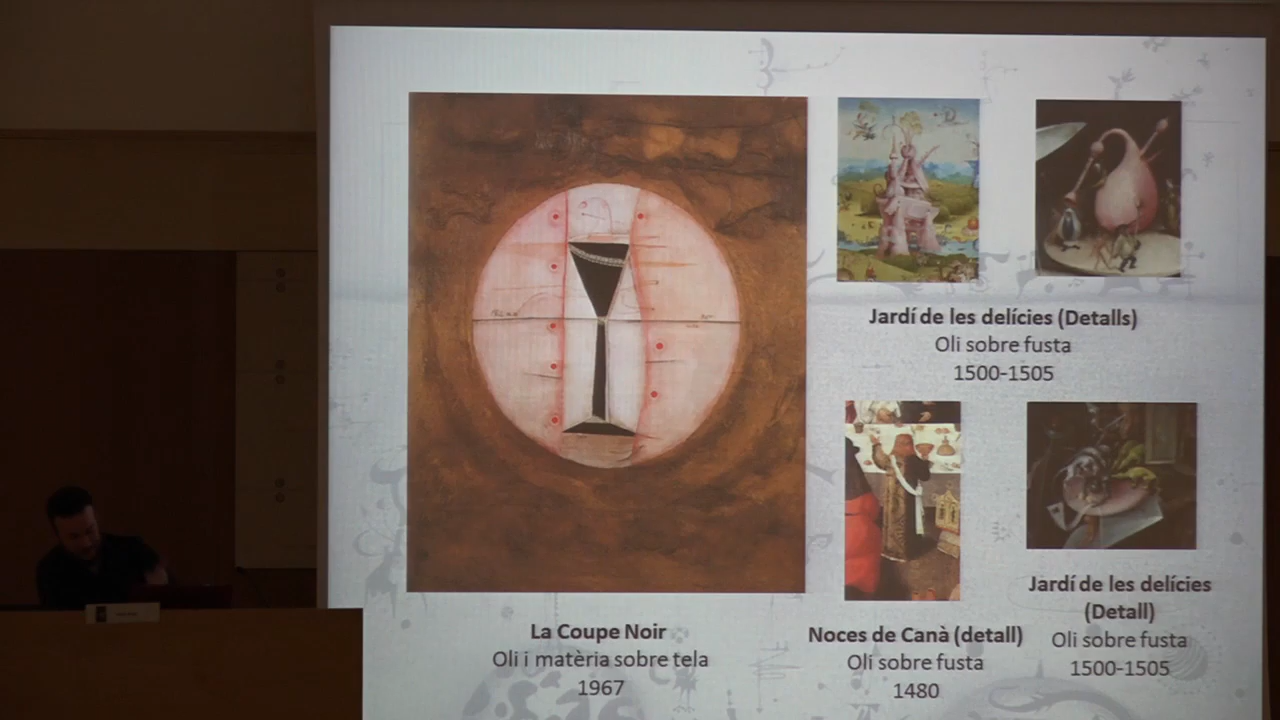 Jardí de les delícies (Detalls)
Oli sobre fusta
1500-1505
La Coupe Noir
Oli i matèria sobre tela
1967
Noces de Canà (detall)
Oli sobre fusta
1480
Jardí de les delícies
(Detall)
Oli sobre fusta
1500-1505